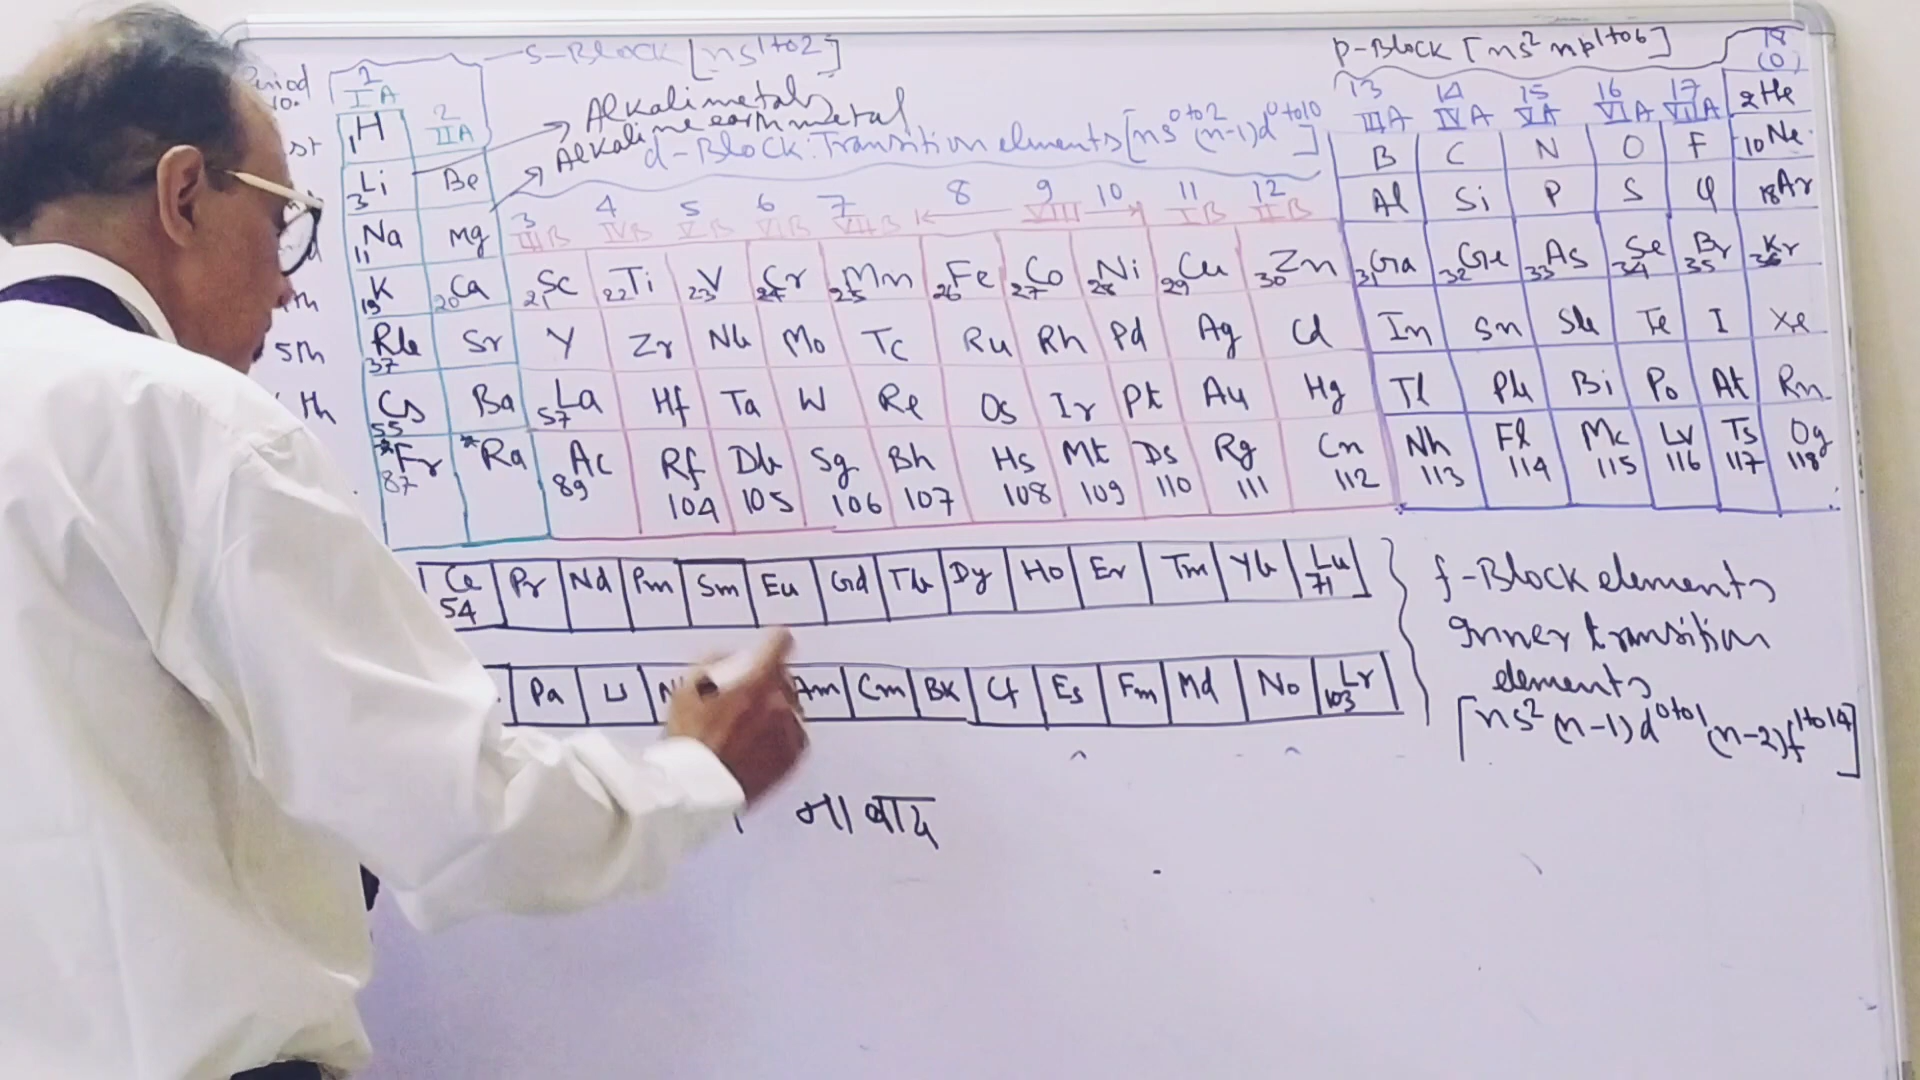 s-Block [ns1to2]
p-Block [ns² np1to6]
18
(0)
Period
no.
1
IA
2
IIA
Alkali metals
Alkaline earth metal
d-Block: Transition elements [ns0to2 (n-1)d0to10]
13 14 15 16 17
IIIA IVA VA VIA VIIA
2He
st
1H
B C N O F 10Ne
3Li Be
Al Si P S Cl 18Ar
3 4 5 6 7 8 9 10 11 12
IIIB IVB VB VIB VIIB VIII IB IIB
11Na Mg
th 19K 20Ca 21Sc 22Ti 23V 24Cr 25Mn 26Fe 27Co 28Ni 29Cu 30Zn 31Ga 32Ge 33As 34Se 35Br 36Kr
5th Rb 37 Sr Y Zr Nb Mo Tc Ru Rh Pd Ag Cd In Sn Sb Te I Xe
th Cs 55 Ba 57La Hf Ta W Re Os Ir Pt Au Hg Tl Pb Bi Po At Rn
*Fr *Ra Ac Rf Db Sg Bh Hs Mt Ds Rg Cn Nh Fl Mc Lv Ts Og
87 89 104 105 106 107 108 109 110 111 112 113 114 115 116 117 118
Ce Pr Nd Pm Sm Eu Gd Tb Dy Ho Er Tm Yb Lu
54 71
f-Block elements
Inner transition
elements
[ns² (n-1)d0to1 (n-2)f1to14]
Pa U N Am Cm Bk Cf Es Fm Md No Lr
103
नाबाद